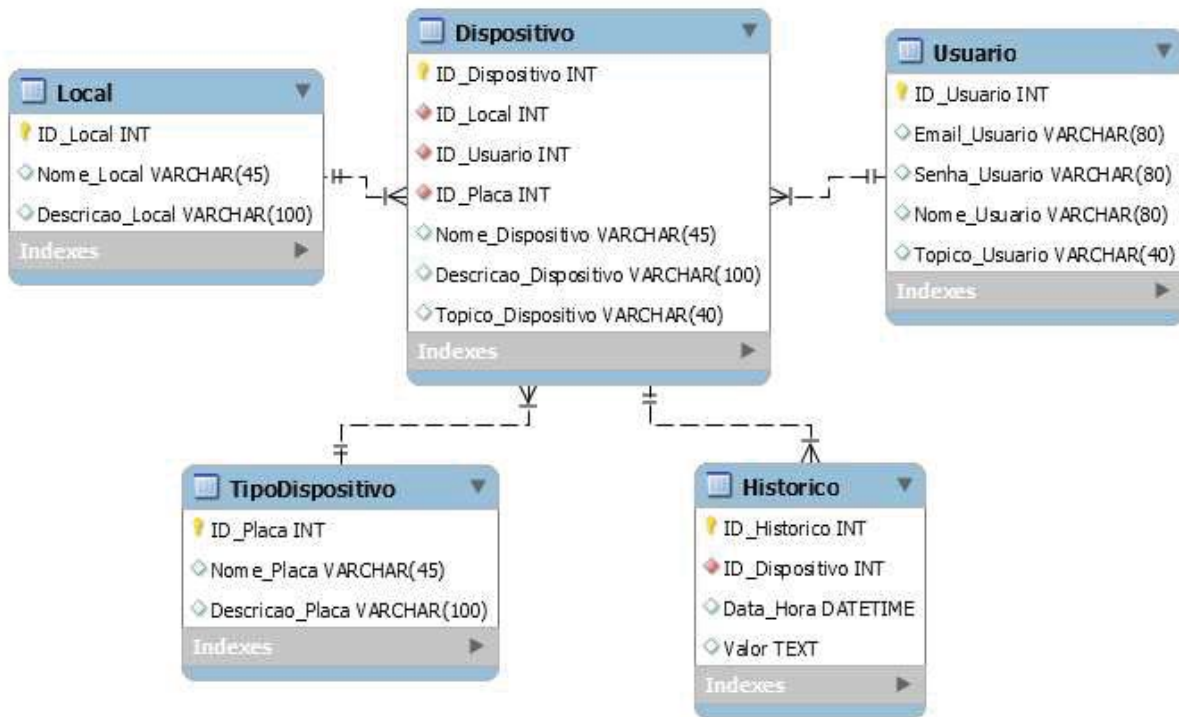 Dispositivo
ID_Dispositivo INT
ID_Local INT
ID_Usuario INT
ID_Placa INT
Nome_Dispositivo VARCHAR(45)
Descricao_Dispositivo VARCHAR(100)
Topico_Dispositivo VARCHAR(40)
Indexes
Local
ID_Local INT
Nome_Local VARCHAR(45)
Descricao_Local VARCHAR(100)
Indexes
Usuario
ID_Usuario INT
Email_Usuario VARCHAR(80)
Senha_Usuario VARCHAR(80)
Nome_Usuario VARCHAR(80)
Topico_Usuario VARCHAR(40)
Indexes
TipoDispositivo
ID_Placa INT
Nome_Placa VARCHAR(45)
Descricao_Placa VARCHAR(100)
Indexes
Historico
ID_Historico INT
ID_Dispositivo INT
Data_Hora DATETIME
Valor TEXT
Indexes